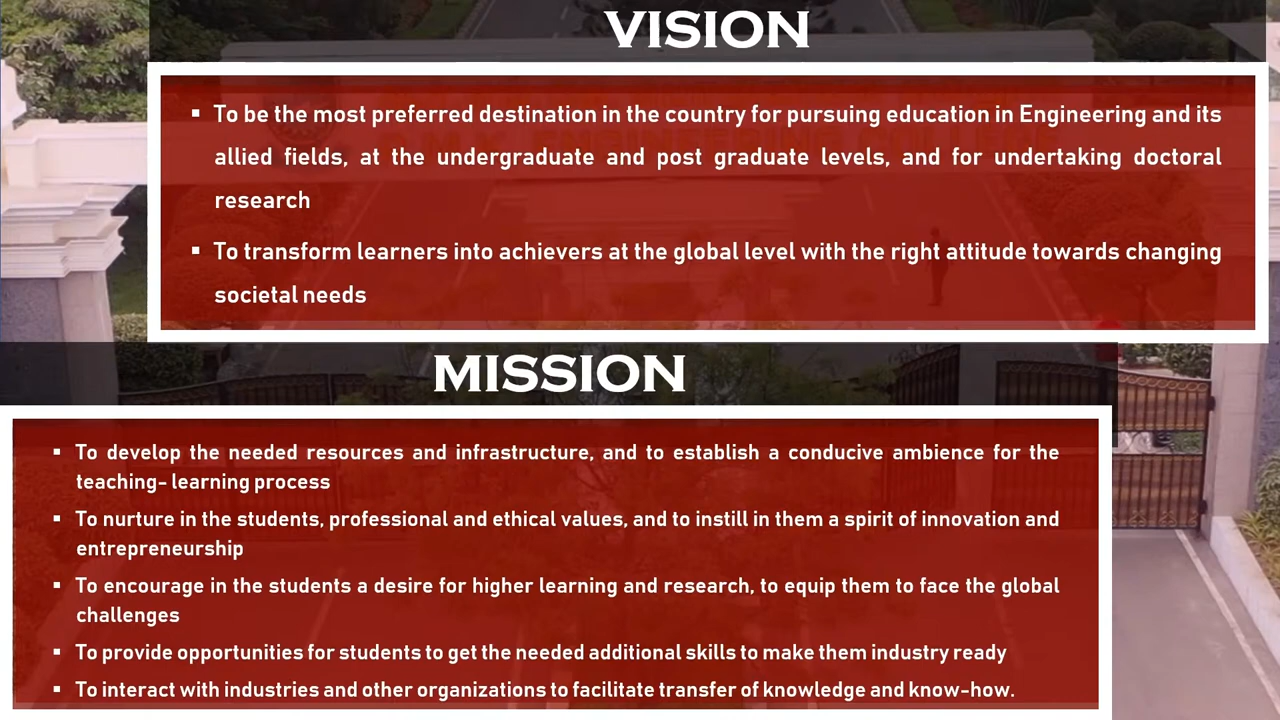 VISION
▪ To be the most preferred destination in the country for pursuing education in Engineering and its
allied fields, at the undergraduate and post graduate levels, and for undertaking doctoral
research
▪ To transform learners into achievers at the global level with the right attitude towards changing
societal needs
MISSION
▪ To develop the needed resources and infrastructure, and to establish a conducive ambience for the
teaching- learning process
▪ To nurture in the students, professional and ethical values, and to instill in them a spirit of innovation and
entrepreneurship
▪ To encourage in the students a desire for higher learning and research, to equip them to face the global
challenges
▪ To provide opportunities for students to get the needed additional skills to make them industry ready
▪ To interact with industries and other organizations to facilitate transfer of knowledge and know-how.